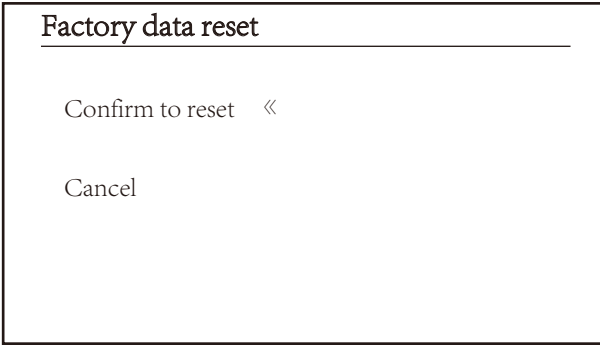 Factory data reset
Confirm to reset «
Cancel